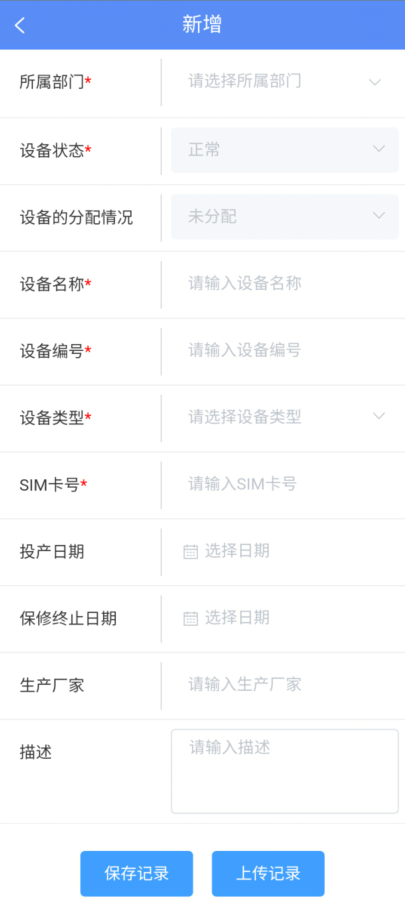 新增
所属部门* 请选择所属部门
设备状态* 正常
设备的分配情况 未分配
设备名称* 请输入设备名称
设备编号* 请输入设备编号
设备类型* 请选择设备类型
SIM卡号* 请输入SIM卡号
投产日期 选择日期
保修终止日期 选择日期
生产厂家 请输入生产厂家
描述 请输入描述
保存记录 上传记录